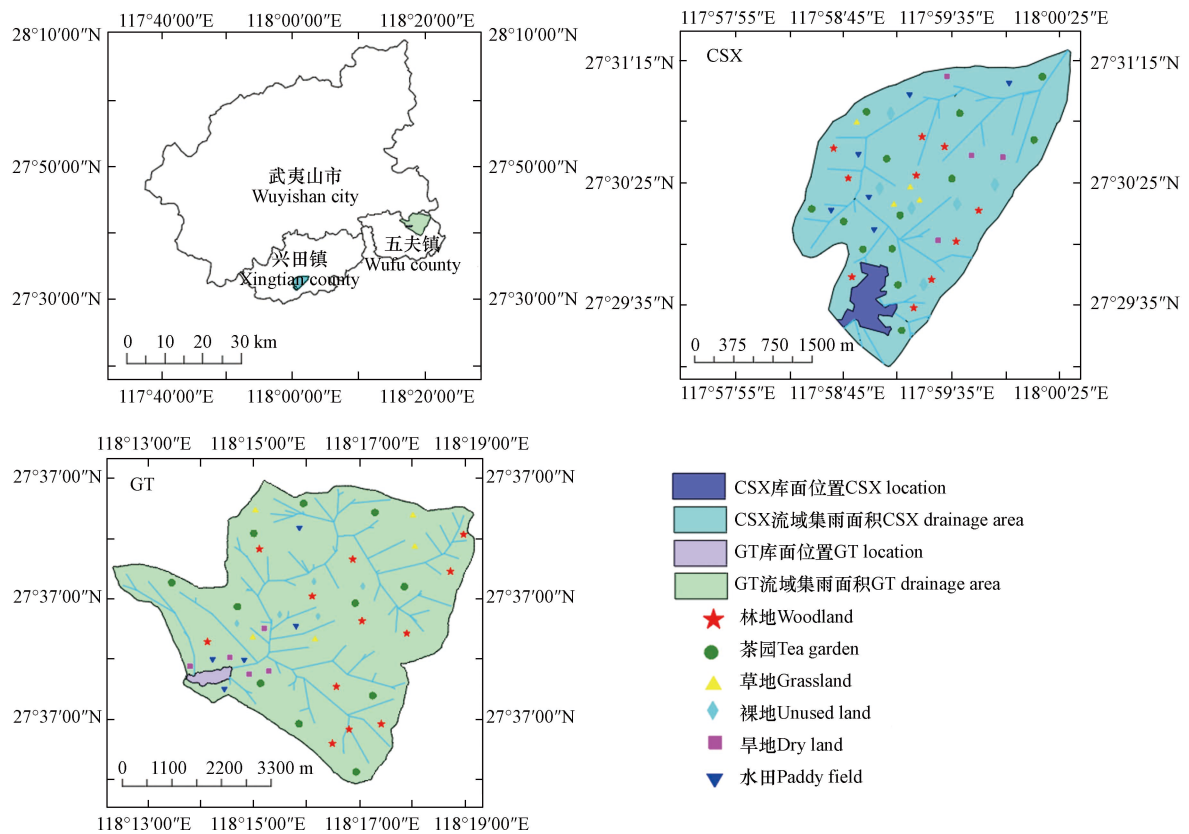 117°40′00″E 118°00′00″E 118°20′00″E
28°10′00″N 28°10′00″N
27°50′00″N 27°50′00″N
武夷山市
Wuyishan city
五夫镇
Wufu county
兴田镇
Xingtian county
27°30′00″N 27°30′00″N
0 10 20 30 km
117°40′00″E 118°00′00″E 118°20′00″E
117°57′55″E 117°58′45″E 117°59′35″E 118°00′25″E
CSX
27°31′15″N 27°31′15″N
27°30′25″N 27°30′25″N
27°29′35″N 27°29′35″N
0 375 750 1500 m
117°57′55″E 117°58′45″E 117°59′35″E 118°00′25″E
118°13′00″E 118°15′00″E 118°17′00″E 118°19′00″E
GT
27°37′00″N 27°37′00″N
27°37′00″N 27°37′00″N
27°37′00″N 27°37′00″N
0 1100 2200 3300 m
118°13′00″E 118°15′00″E 118°17′00″E 118°19′00″E
CSX库面位置CSX location
CSX流域集雨面积CSX drainage area
GT库面位置GT location
GT流域集雨面积GT drainage area
林地Woodland
茶园Tea garden
草地Grassland
裸地Unused land
旱地Dry land
水田Paddy field